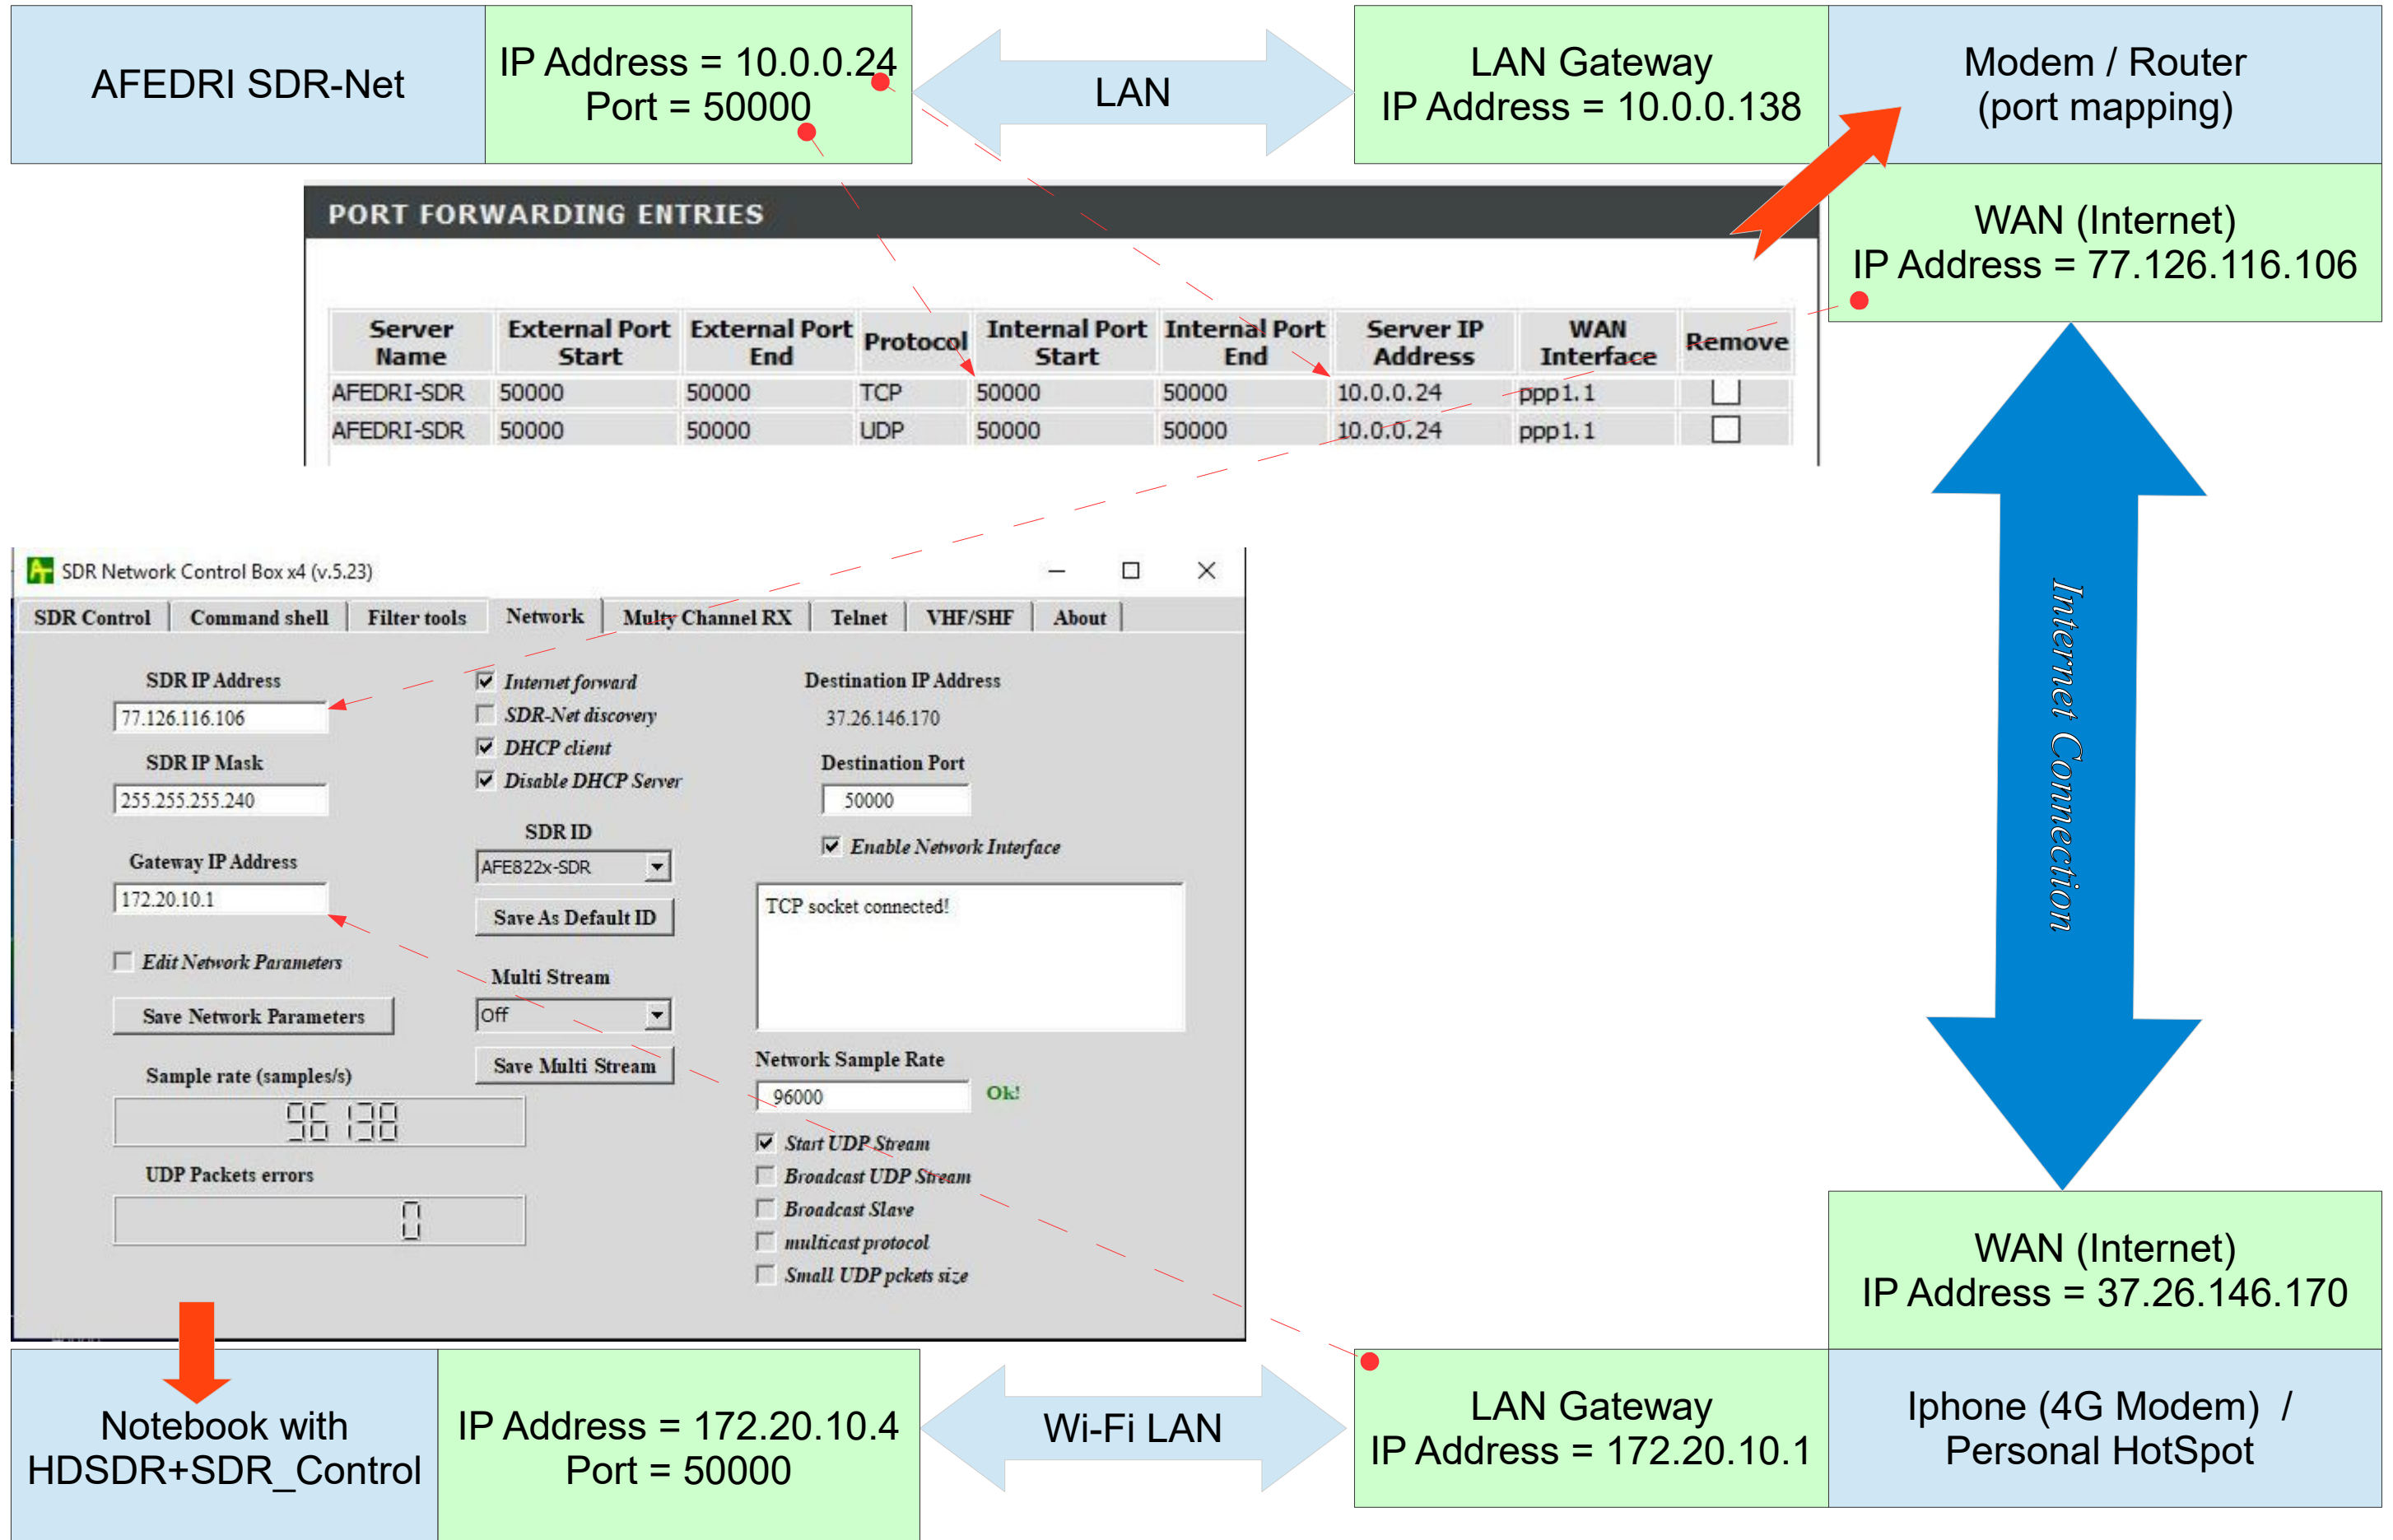 AFEDRI SDR-Net
IP Address = 10.0.0.24
Port = 50000
LAN
LAN Gateway
IP Address = 10.0.0.138
Modem / Router
(port mapping)
WAN (Internet)
IP Address = 77.126.116.106
PORT FORWARDING ENTRIES
Server Name External Port Start External Port End Protocol Internal Port Start Internal Port End Server IP Address WAN Interface Remove
AFEDRI-SDR 50000 50000 TCP 50000 50000 10.0.0.24 ppp1.1
AFEDRI-SDR 50000 50000 UDP 50000 50000 10.0.0.24 ppp1.1
Internet Connection
SDR Network Control Box x4 (v.5.23)
SDR Control Command shell Filter tools Network Multy Channel RX Telnet VHF/SHF About
SDR IP Address
77.126.116.106
SDR IP Mask
255.255.255.240
Gateway IP Address
172.20.10.1
Edit Network Parameters
Save Network Parameters
Sample rate (samples/s)
96138
UDP Packets errors
0
Internet forward
SDR-Net discovery
DHCP client
Disable DHCP Server
SDR ID
AFE822x-SDR
Save As Default ID
Multi Stream
Off
Save Multi Stream
Destination IP Address
37.26.146.170
Destination Port
50000
Enable Network Interface
TCP socket connected!
Network Sample Rate
96000 Ok!
Start UDP Stream
Broadcast UDP Stream
Broadcast Slave
multicast protocol
Small UDP pckets size
WAN (Internet)
IP Address = 37.26.146.170
Notebook with
HDSDR+SDR_Control
IP Address = 172.20.10.4
Port = 50000
Wi-Fi LAN
LAN Gateway
IP Address = 172.20.10.1
Iphone (4G Modem) /
Personal HotSpot